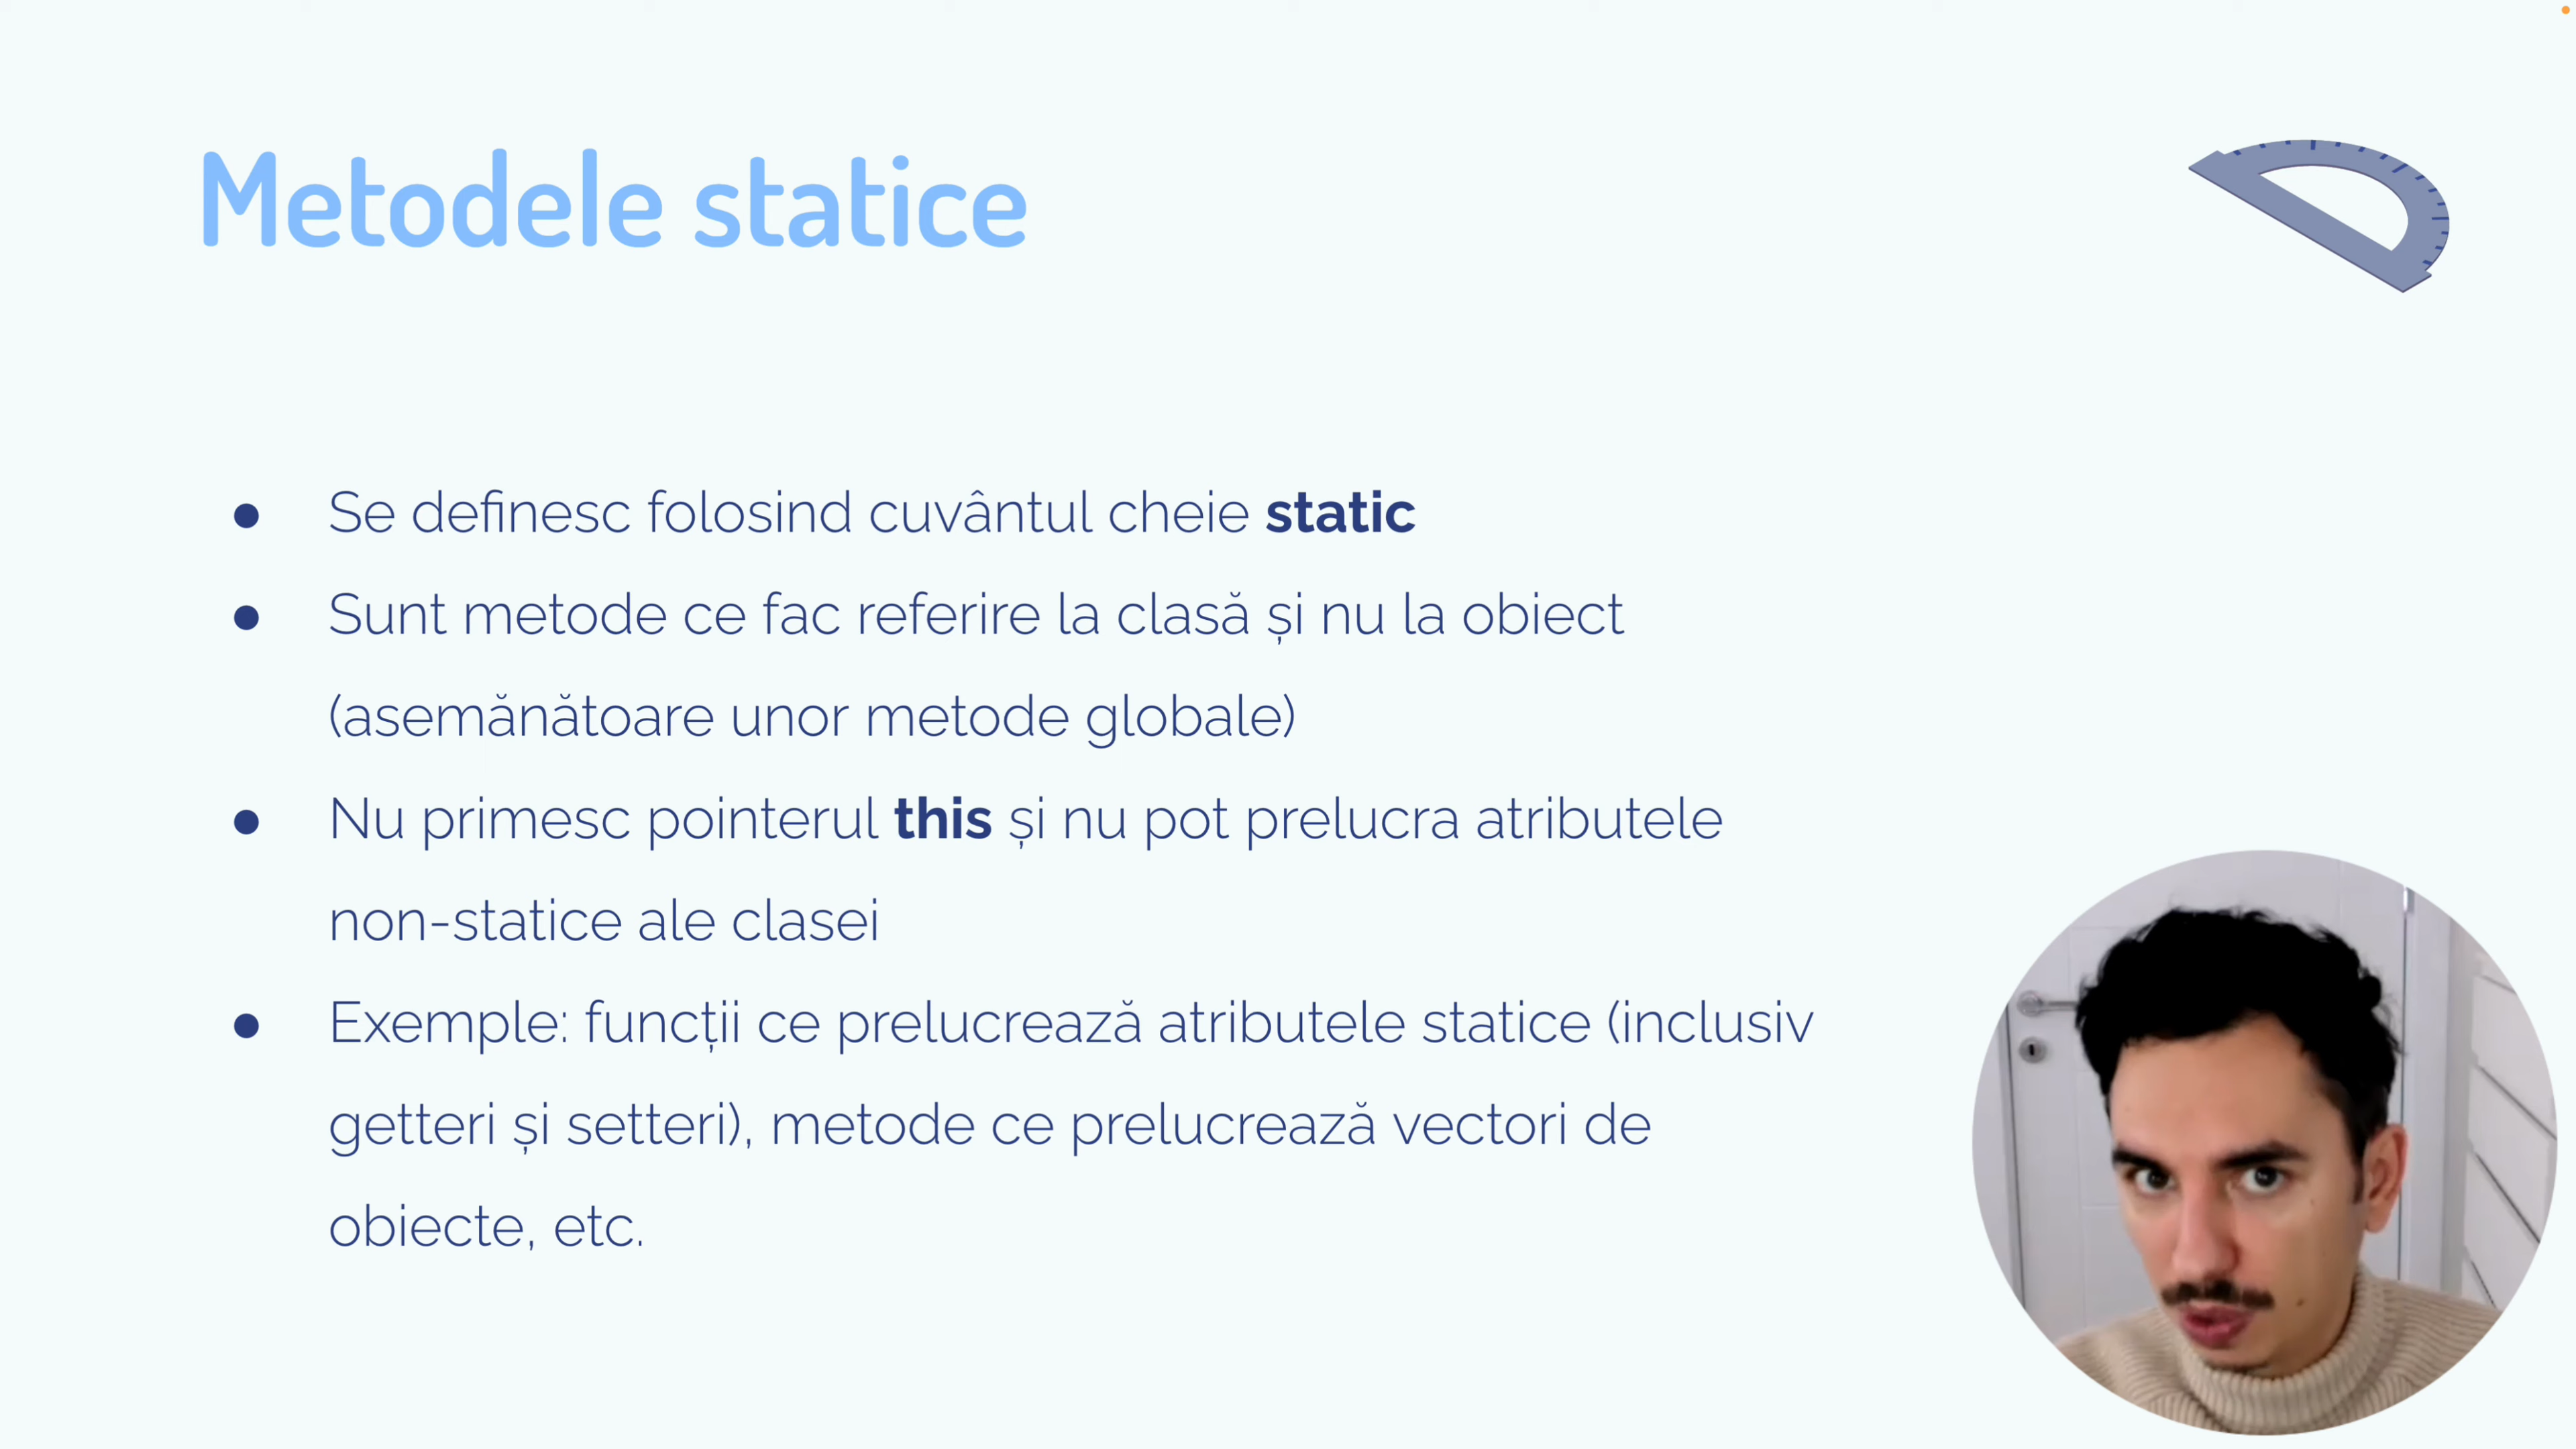 Metodele statice
● Se definesc folosind cuvântul cheie static
● Sunt metode ce fac referire la clasă și nu la obiect
(asemănătoare unor metode globale)
● Nu primesc pointerul this și nu pot prelucra atributele
non-statice ale clasei
● Exemple: funcții ce prelucrează atributele statice (inclusiv
getteri și setteri), metode ce prelucrează vectori de
obiecte, etc.